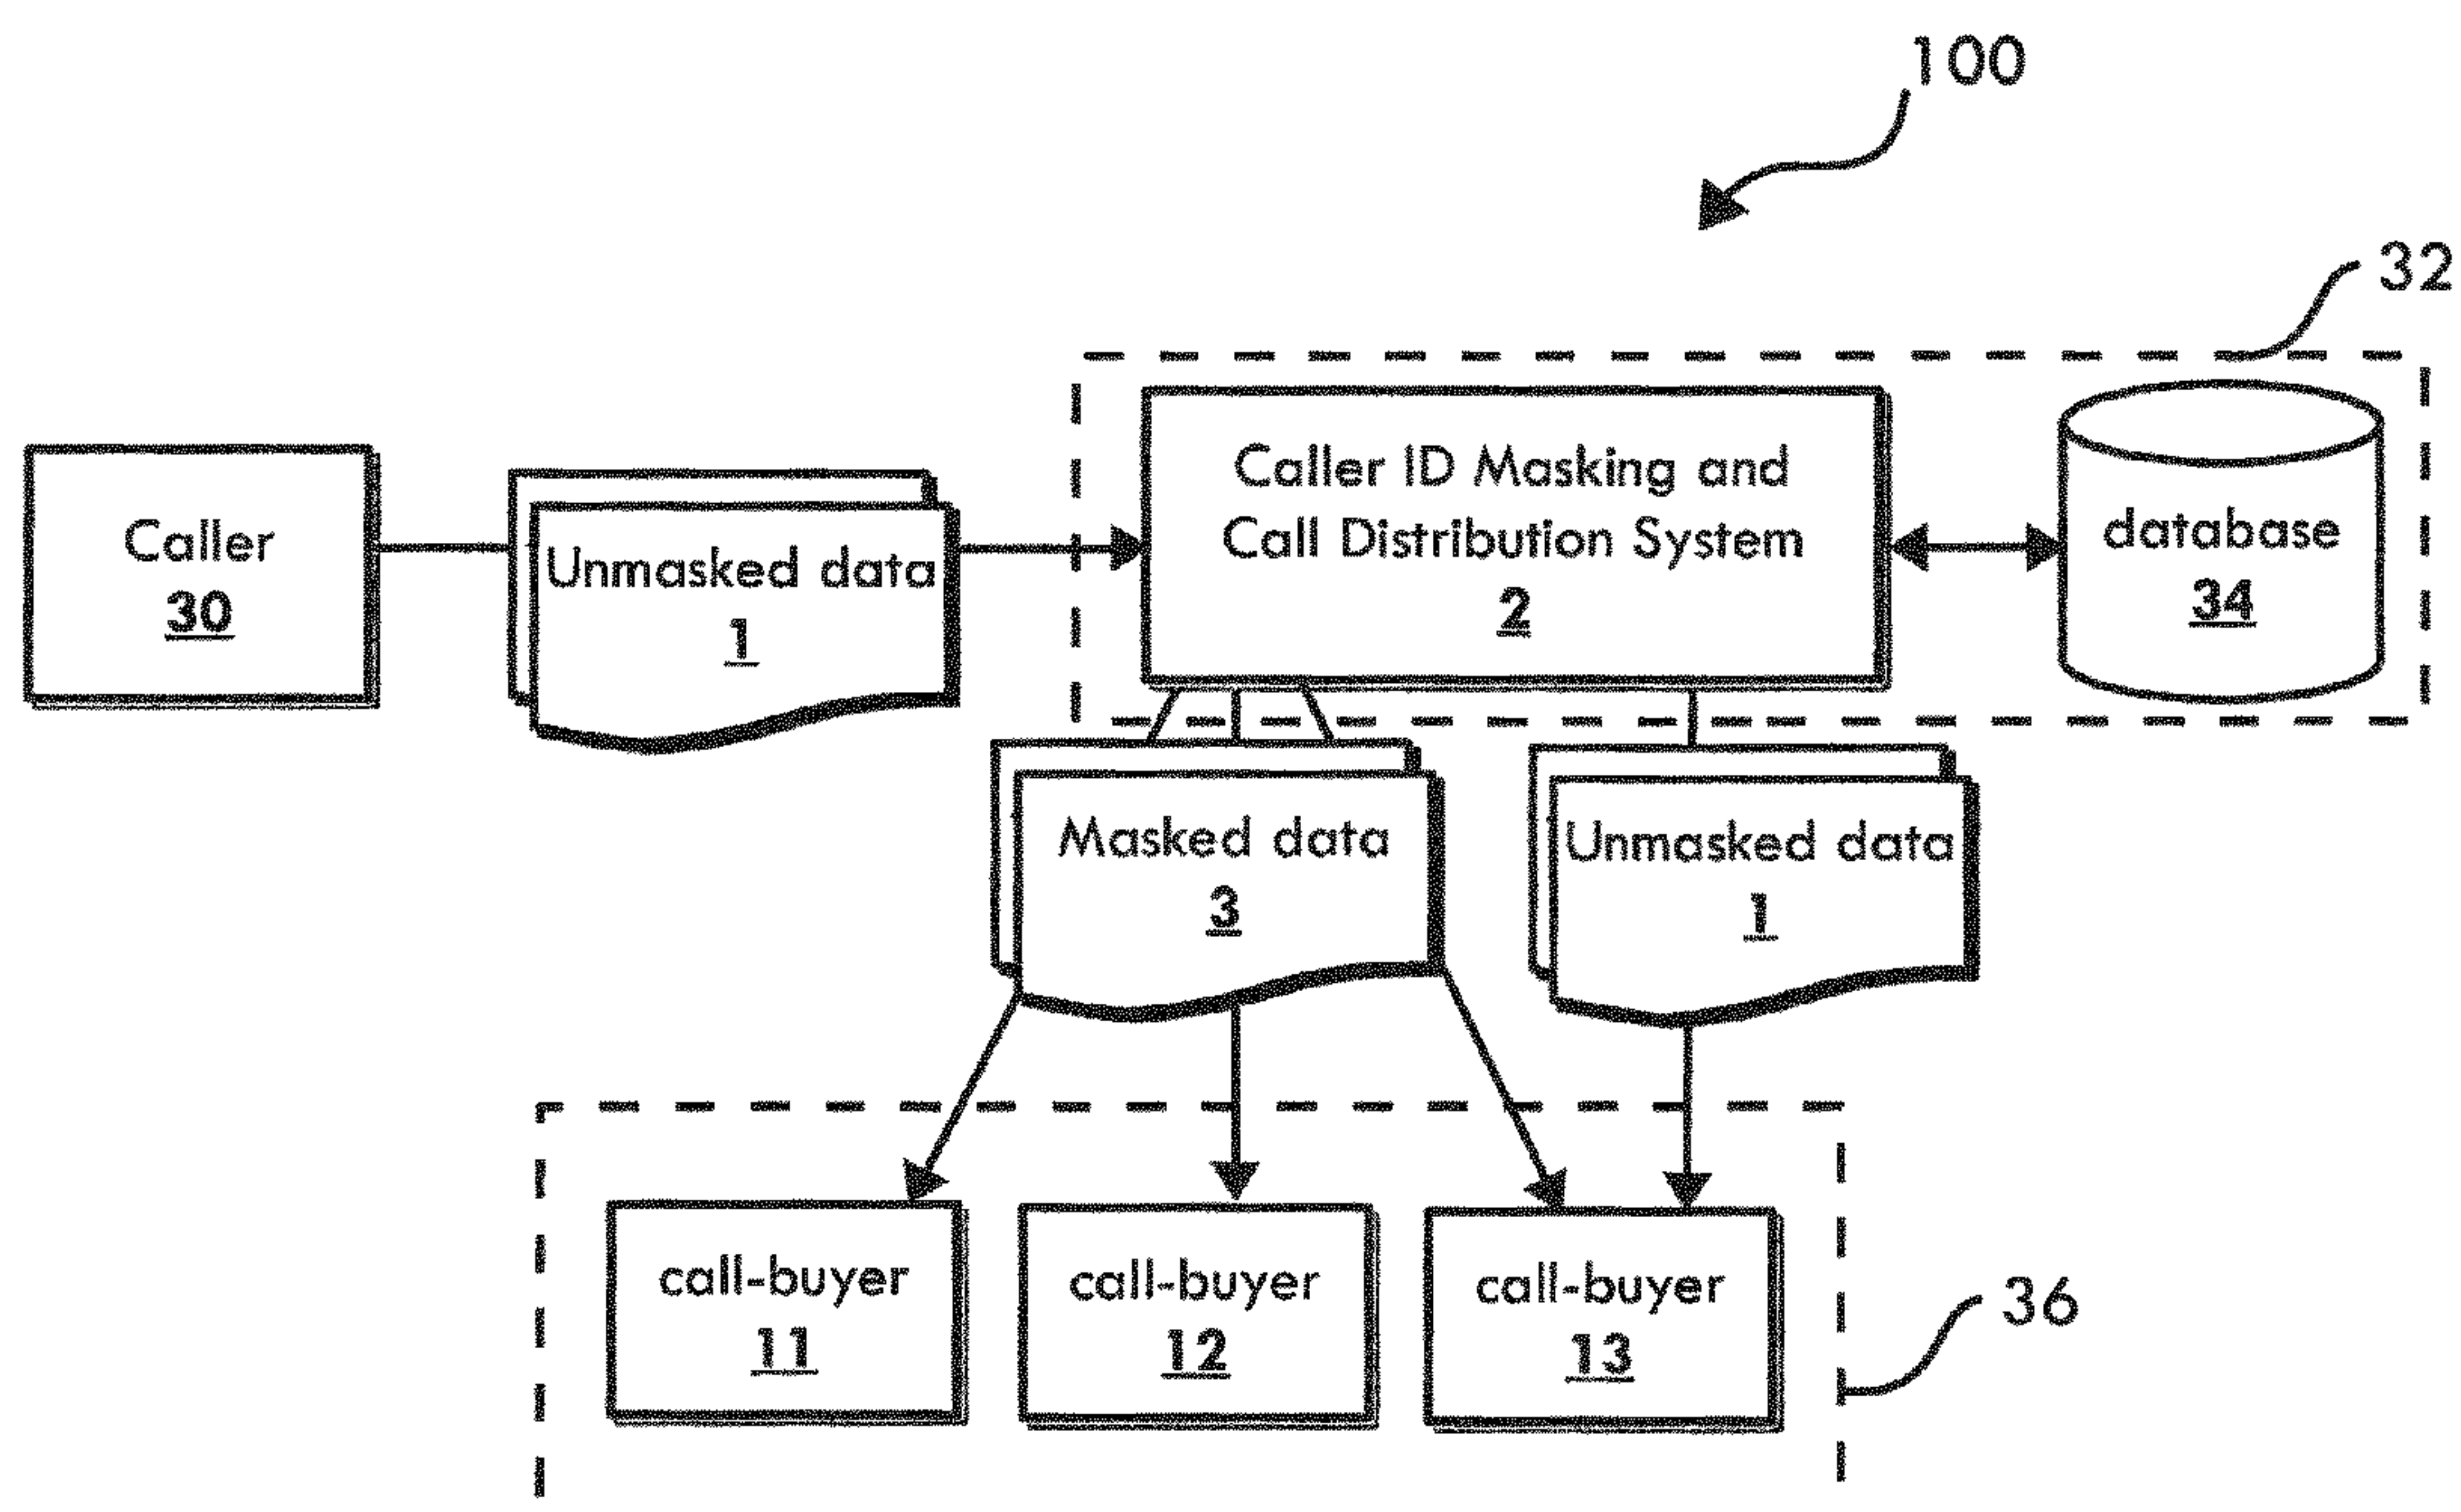 100
32
Caller ID Masking and
Call Distribution System
2
database
34
Caller
30
Unmasked data
1
Masked data
3
Unmasked data
1
call-buyer
11
call-buyer
12
call-buyer
13
36